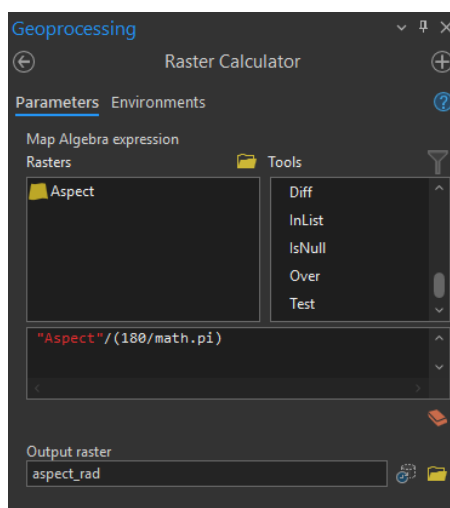 Geoprocessing
Raster Calculator
Parameters Environments
Map Algebra expression
Rasters Tools
Aspect Diff
InList
IsNull
Over
Test
"Aspect"/(180/math.pi)
Output raster
aspect_rad